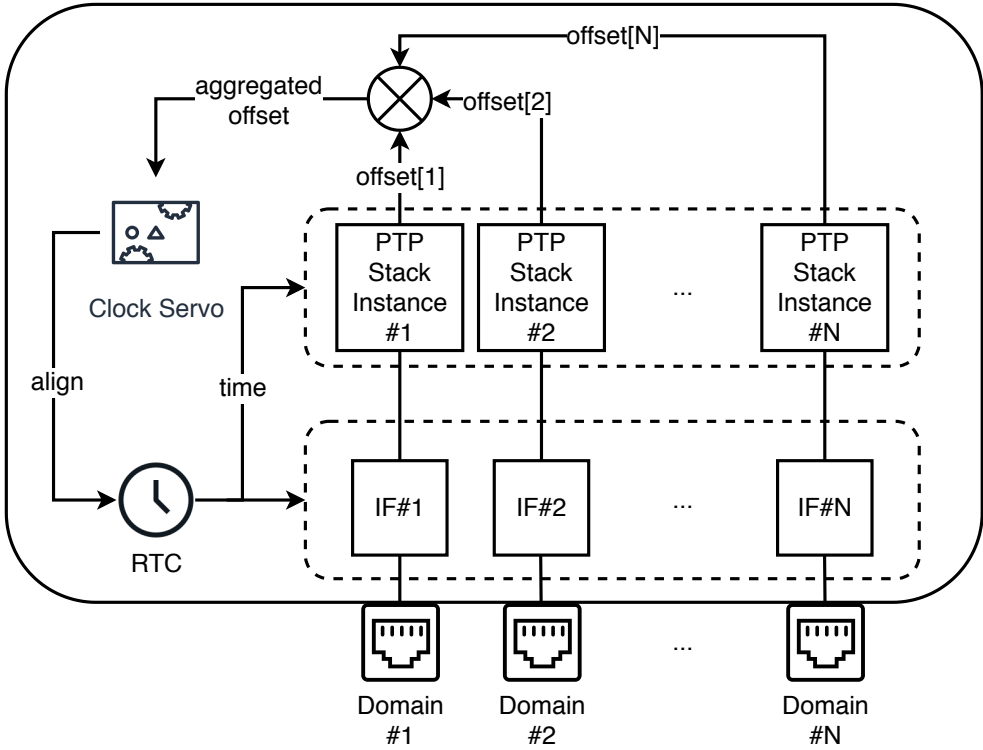 offset[N]
aggregated
offset
offset[2]
offset[1]
PTP
Stack
Instance
#1
PTP
Stack
Instance
#2
...
PTP
Stack
Instance
#N
Clock Servo
align
time
IF#1
IF#2
...
IF#N
RTC
...
Domain
#1
Domain
#2
Domain
#N